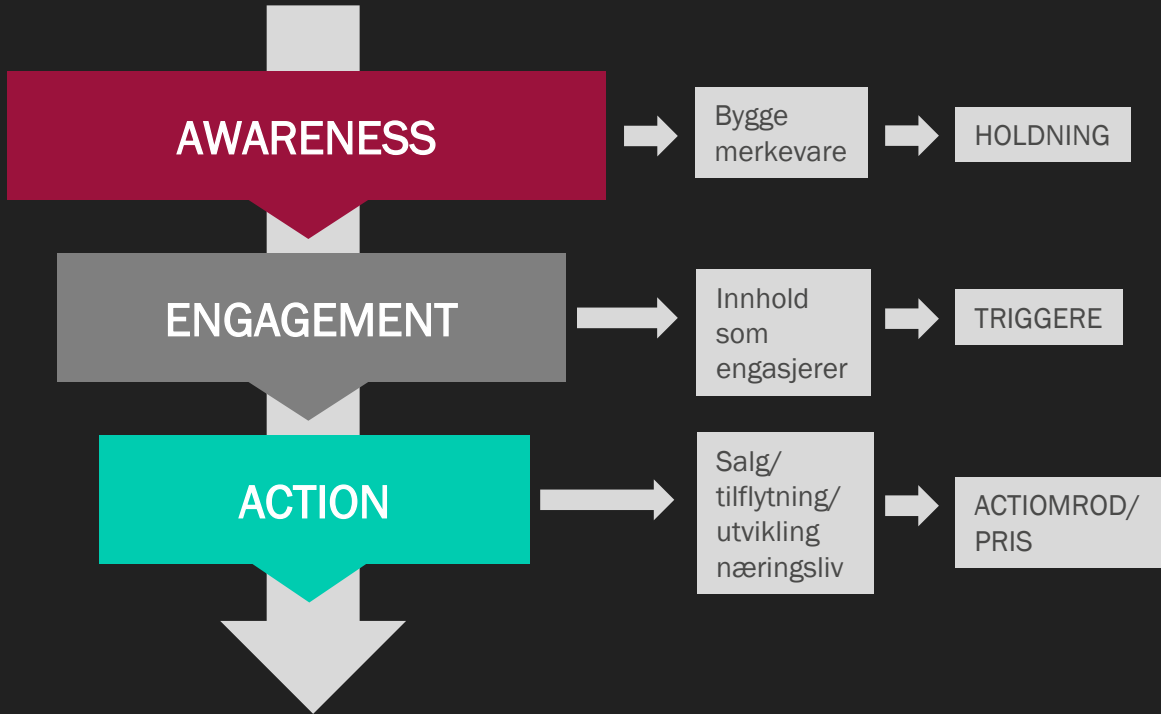 AWARENESS
Bygge
merkevare
HOLDNING
ENGAGEMENT
Innhold
som
engasjerer
TRIGGERE
ACTION
Salg/
tilflytning/
utvikling
næringsliv
ACTIOMROD/
PRIS